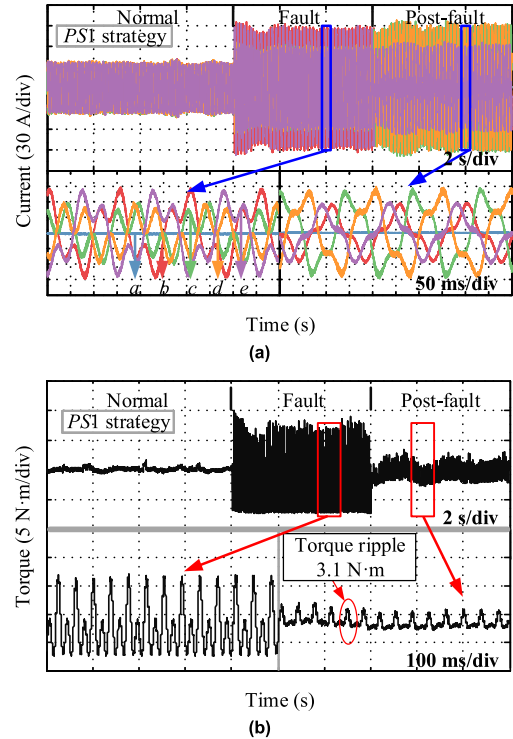 Normal Fault Post-fault
PS1 strategy
2 s/div
Current (30 A/div)
a b c d e
50 ms/div
Time (s)
(a)
Normal Fault Post-fault
PS1 strategy
2 s/div
Torque (5 N·m/div)
Torque ripple
3.1 N·m
100 ms/div
Time (s)
(b)